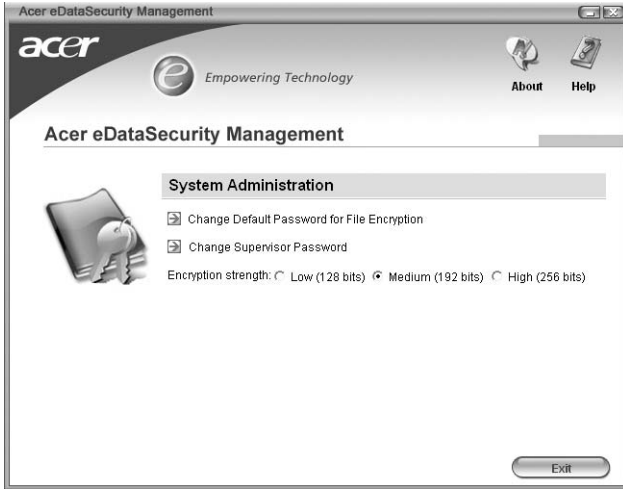 Acer eDataSecurity Management
acer
e Empowering Technology
About Help
Acer eDataSecurity Management
System Administration
Change Default Password for File Encryption
Change Supervisor Password
Encryption strength: Low (128 bits) Medium (192 bits) High (256 bits)
Exit